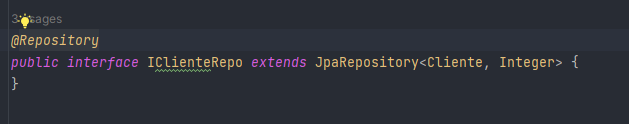 @Repository
public interface IClienteRepo extends JpaRepository<Cliente, Integer> {
}